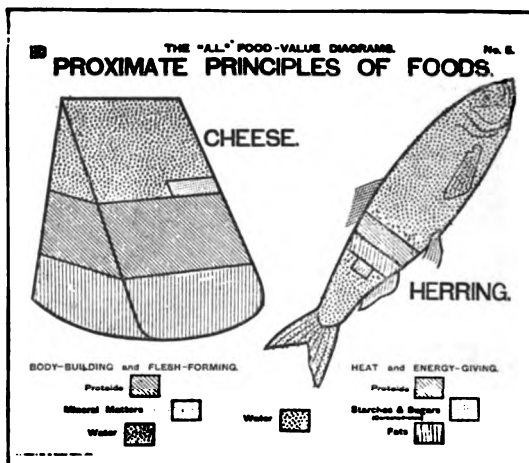 THE "A.L." FOOD-VALUE DIAGRAMS. No. 5.
PROXIMATE PRINCIPLES OF FOODS.
CHEESE.
HERRING.
BODY-BUILDING and FLESH-FORMING.
HEAT and ENERGY-GIVING.
Proteids
Proteids
Mineral Matters
Starches & Sugars
Water
Water
Fats